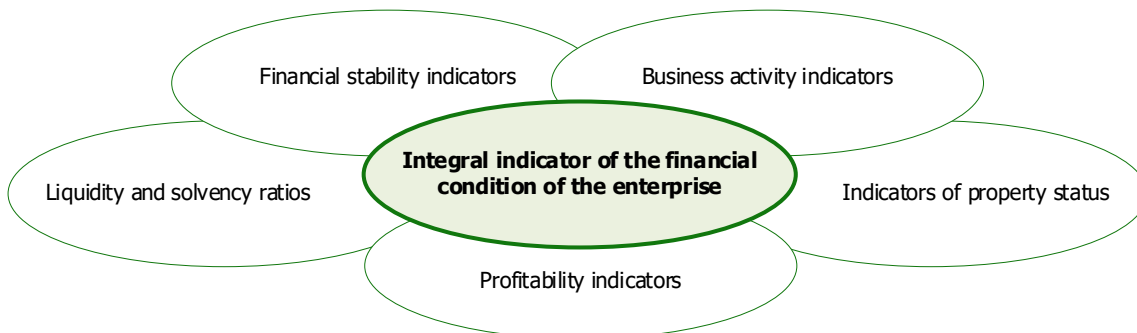 Financial stability indicators
Business activity indicators
Integral indicator of the financial
condition of the enterprise
Liquidity and solvency ratios
Indicators of property status
Profitability indicators